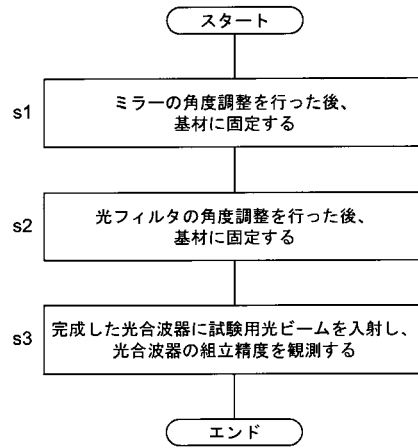 スタート
s1
ミラーの角度調整を行った後、
基材に固定する
s2
光フィルタの角度調整を行った後、
基材に固定する
s3
完成した光合波器に試験用光ビームを入射し、
光合波器の組立精度を観測する
エンド